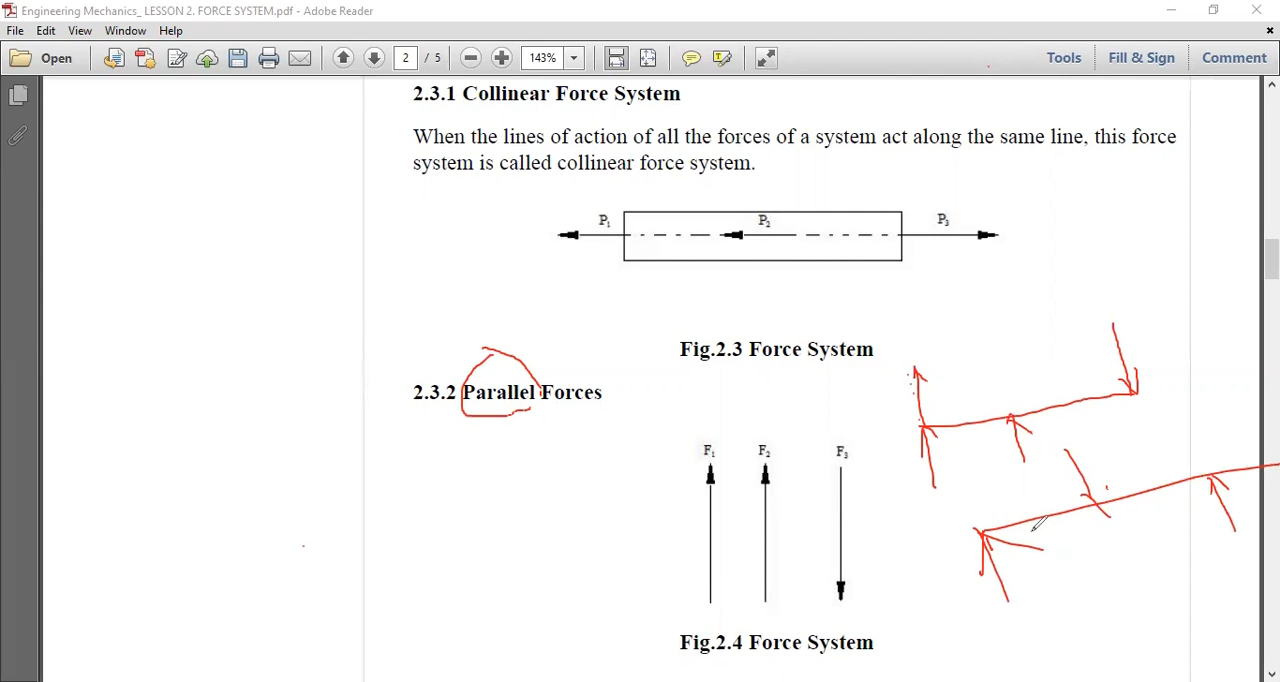 Engineering Mechanics_ LESSON 2. FORCE SYSTEM.pdf - Adobe Reader
File Edit View Window Help
Open 2 / 5 143% Tools Fill & Sign Comment
2.3.1 Collinear Force System
When the lines of action of all the forces of a system act along the same line, this force
system is called collinear force system.
P₁ P₂ P₃
Fig.2.3 Force System
2.3.2 Parallel Forces
F₁ F₂ F₃
Fig.2.4 Force System